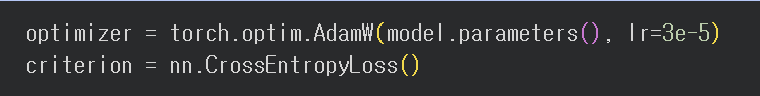 optimizer = torch.optim.AdamW(model.parameters(), lr=3e-5)
criterion = nn.CrossEntropyLoss()